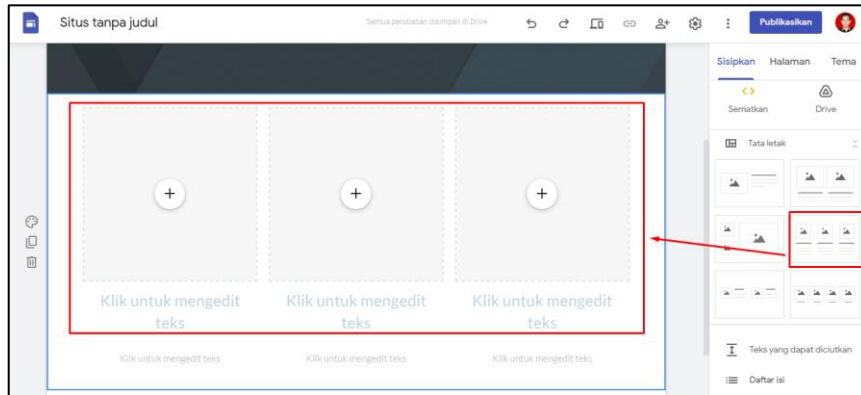 Situs tanpa judul
Semua perubahan disimpan di Drive
Publikasikan
Sisipkan Halaman Tema
Sematkan Drive
Tata letak
Klik untuk mengedit teks
Klik untuk mengedit teks
Klik untuk mengedit teks
Klik untuk mengedit teks
Klik untuk mengedit teks
Klik untuk mengedit teks
Teks yang dapat diciutkan
Daftar isi